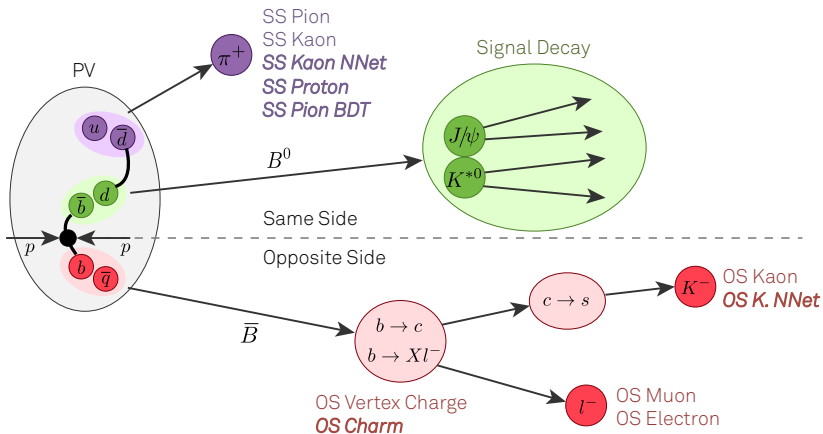 SS Pion
SS Kaon
SS Kaon NNet
SS Proton
SS Pion BDT
π⁺
Signal Decay
PV
u
d̅
J/ψ
K*⁰
B⁰
d
b̅
Same Side
p
p
Opposite Side
b
q̅
B̅
b → c
b → Xl⁻
c → s
K⁻
OS Kaon
OS K. NNet
OS Vertex Charge
OS Charm
l⁻
OS Muon
OS Electron